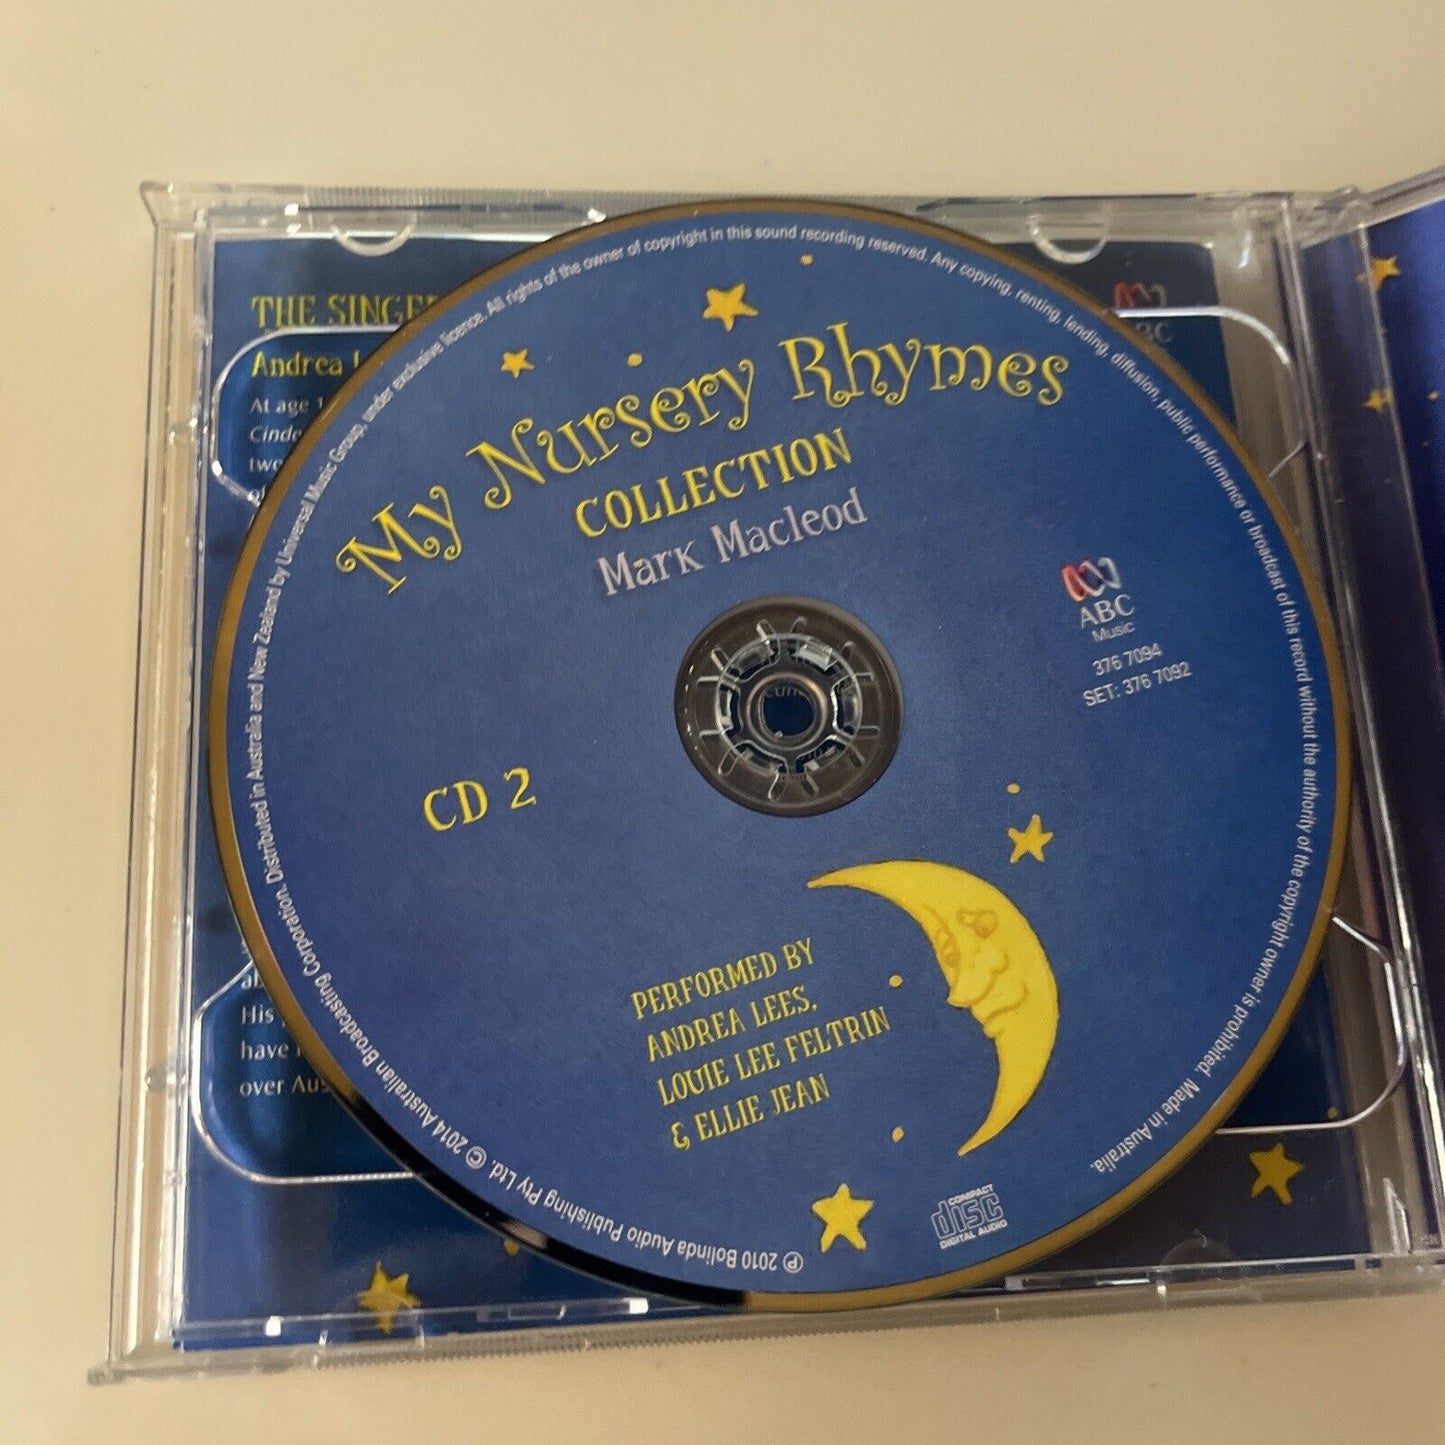 THE SINGE
Andrea L
At age 1
Cinde
two
His
have
over Aus
My Nursery Rhymes
COLLECTION
Mark Macleod
ABC
Music
376 7094
SET: 376 7092
CD 2
PERFORMED BY
ANDREA LEES,
LOUIE LEE FELTRIN
& ELLIE JEAN
COMPACT
disc
DIGITAL AUDIO
℗ 2010 Bolinda Audio Publishing Pty Ltd. © 2014 Australian Broadcasting Corporation. Distributed in Australia and New Zealand by Universal Music Group, under exclusive licence. All rights of the owner of copyright in this sound recording reserved. Any copying, renting, lending, diffusion, public performance or broadcast of this record without the authority of the copyright owner is prohibited. Made in Australia.
ABC